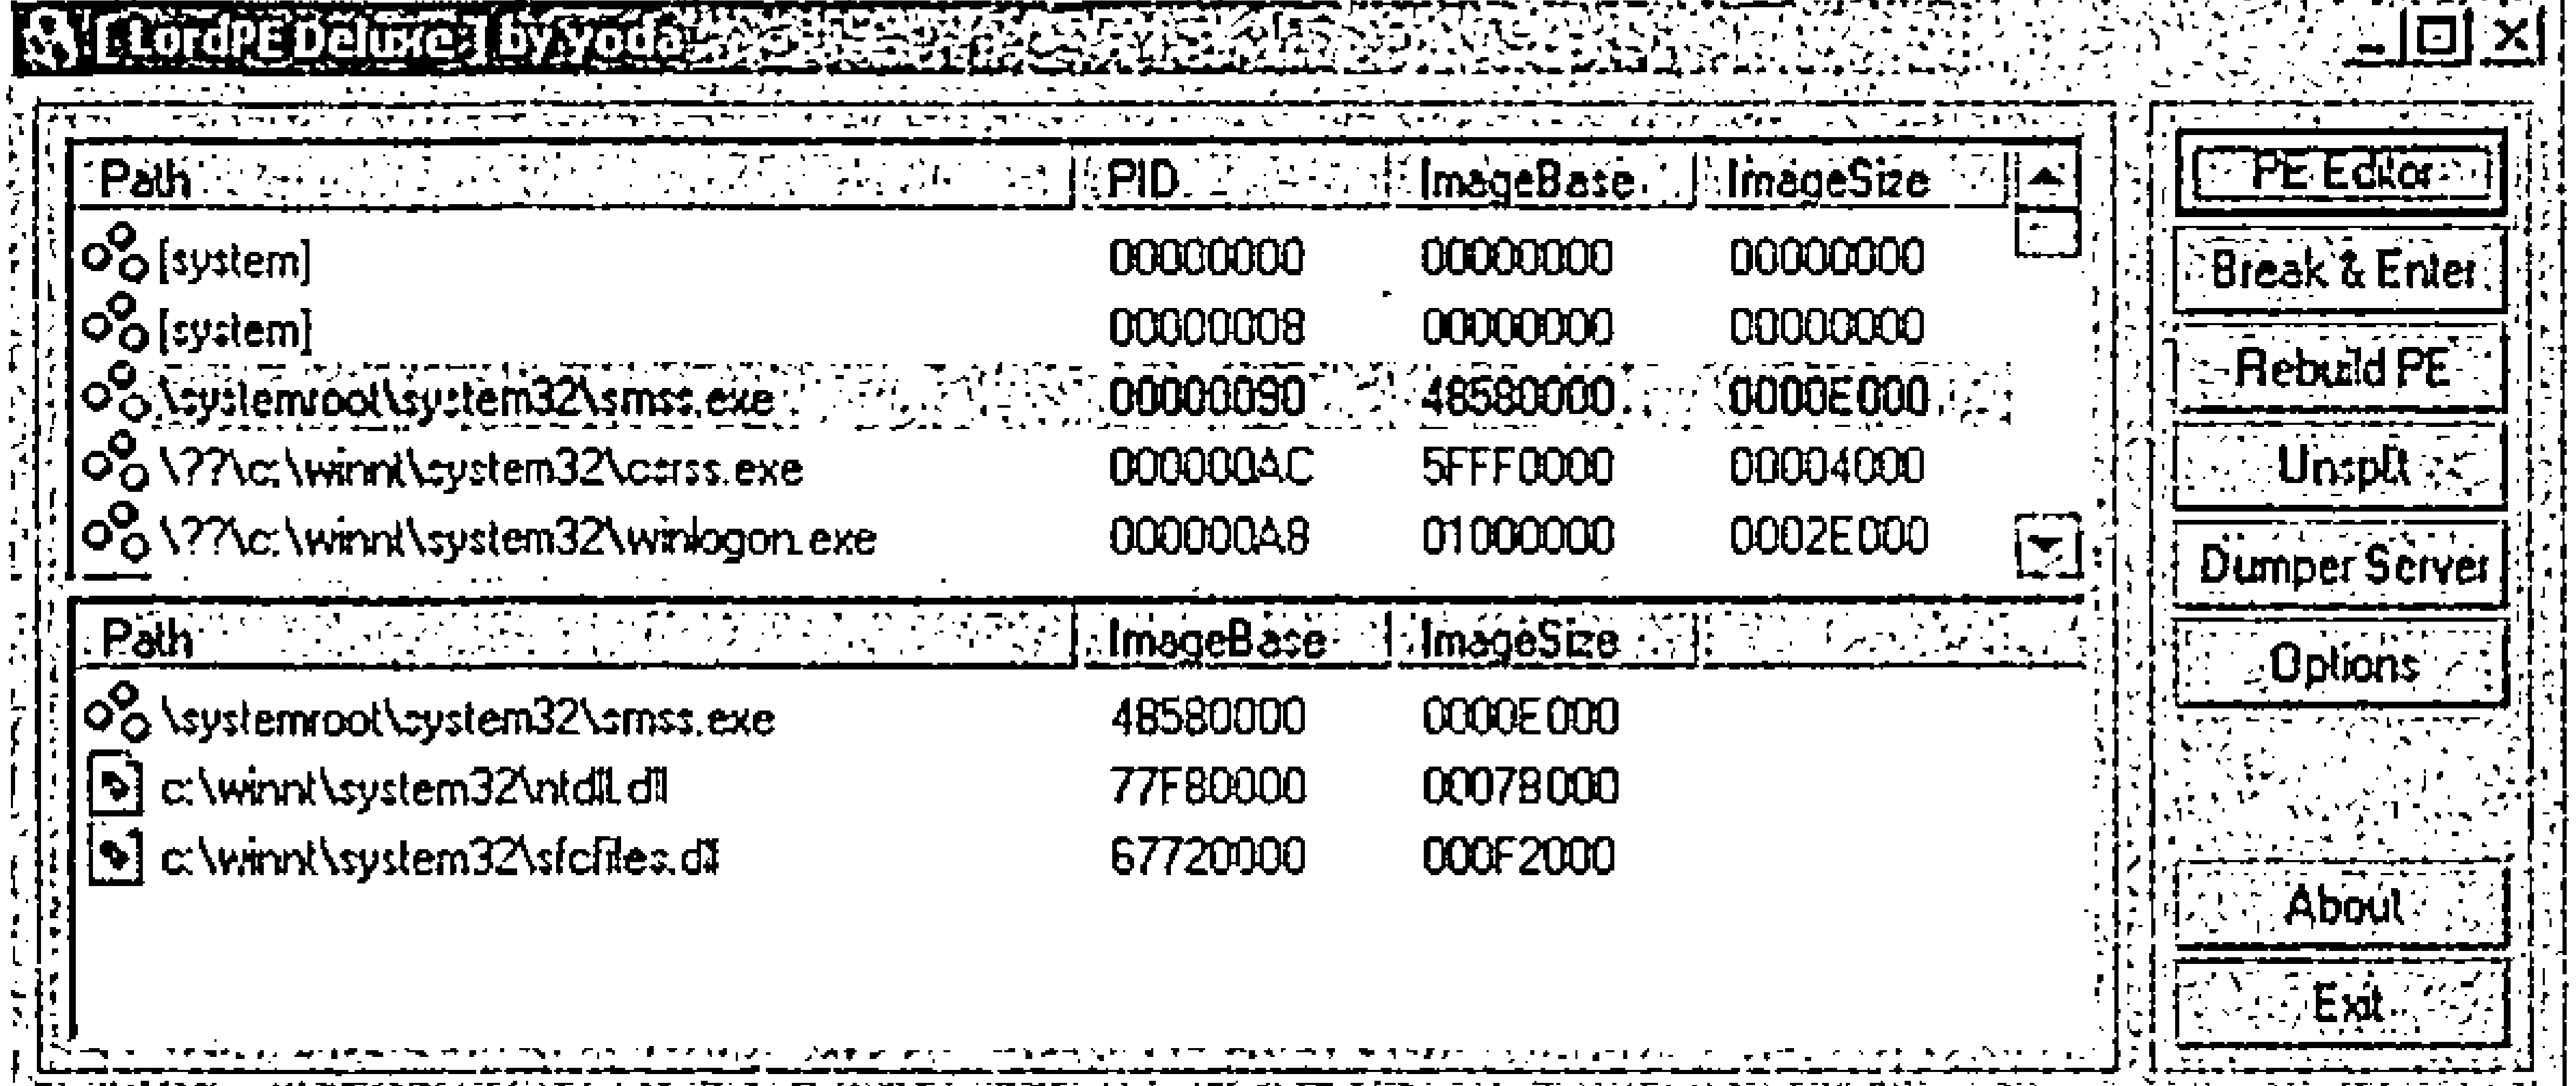 [ LordPE Deluxe ] by yoda
Path PID ImageBase ImageSize
[system] 00000000 00000000 00000000
[system] 00000008 00000000 00000000
\systemroot\system32\smss.exe 00000090 48580000 0000E000
\??\c:\winnt\system32\csrss.exe 000000AC 5FFF0000 00004000
\??\c:\winnt\system32\winlogon.exe 000000A8 01000000 0002E000
Path ImageBase ImageSize
\systemroot\system32\smss.exe 48580000 0000E000
c:\winnt\system32\ntdll.dll 77F80000 0007B000
c:\winnt\system32\sfcfiles.dll 67720000 000F2000
PE Editor
Break & Enter
Rebuild PE
Unsplit
Dumper Server
Options
About
Exit